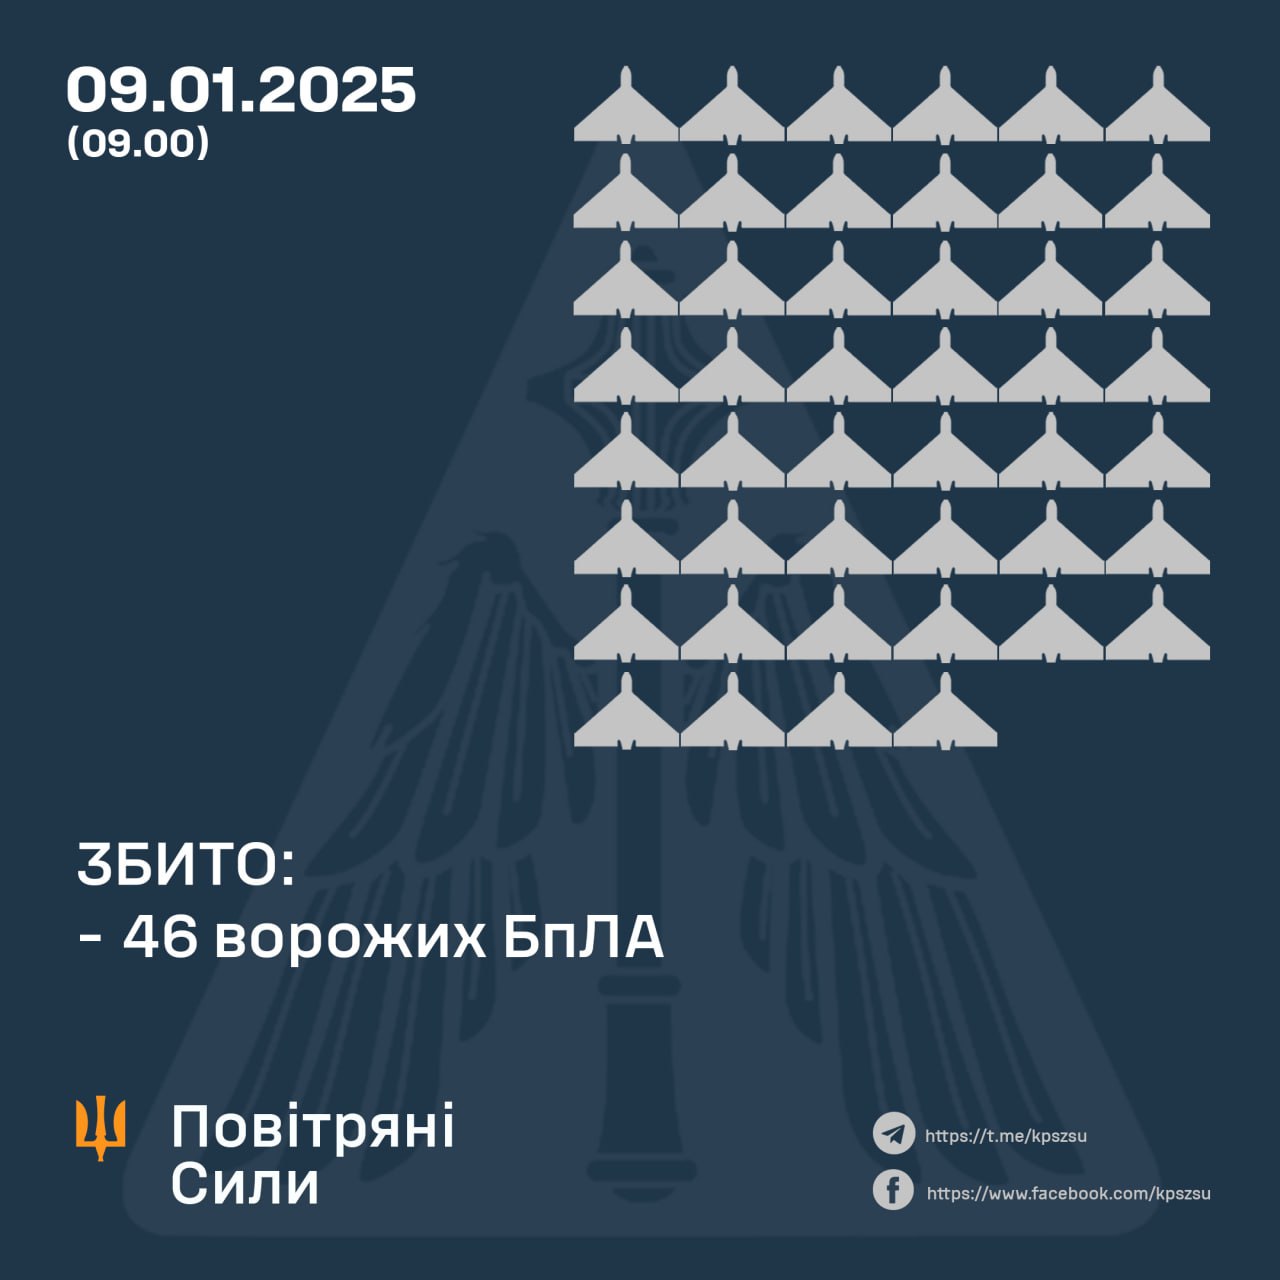 09.01.2025
(09.00)
ЗБИТО:
- 46 ворожих БпЛА
Повітряні
Сили
https://t.me/kpszsu
https://www.facebook.com/kpszsu